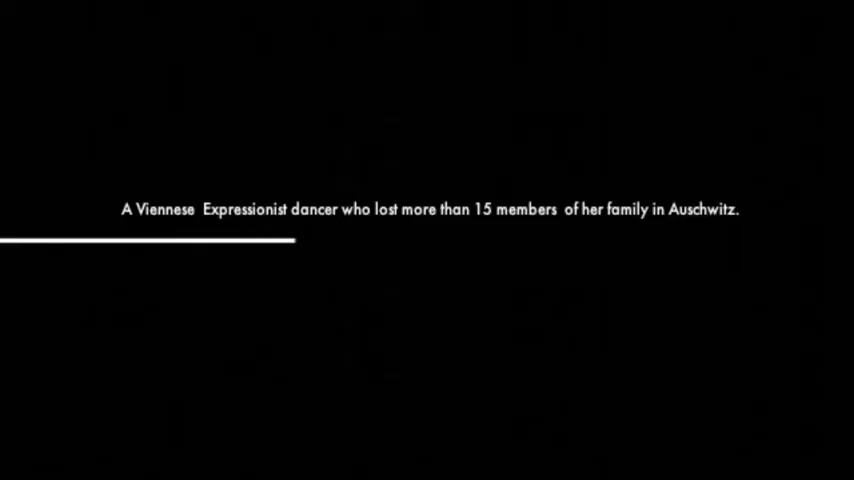 A Viennese Expressionist dancer who lost more than 15 members of her family in Auschwitz.